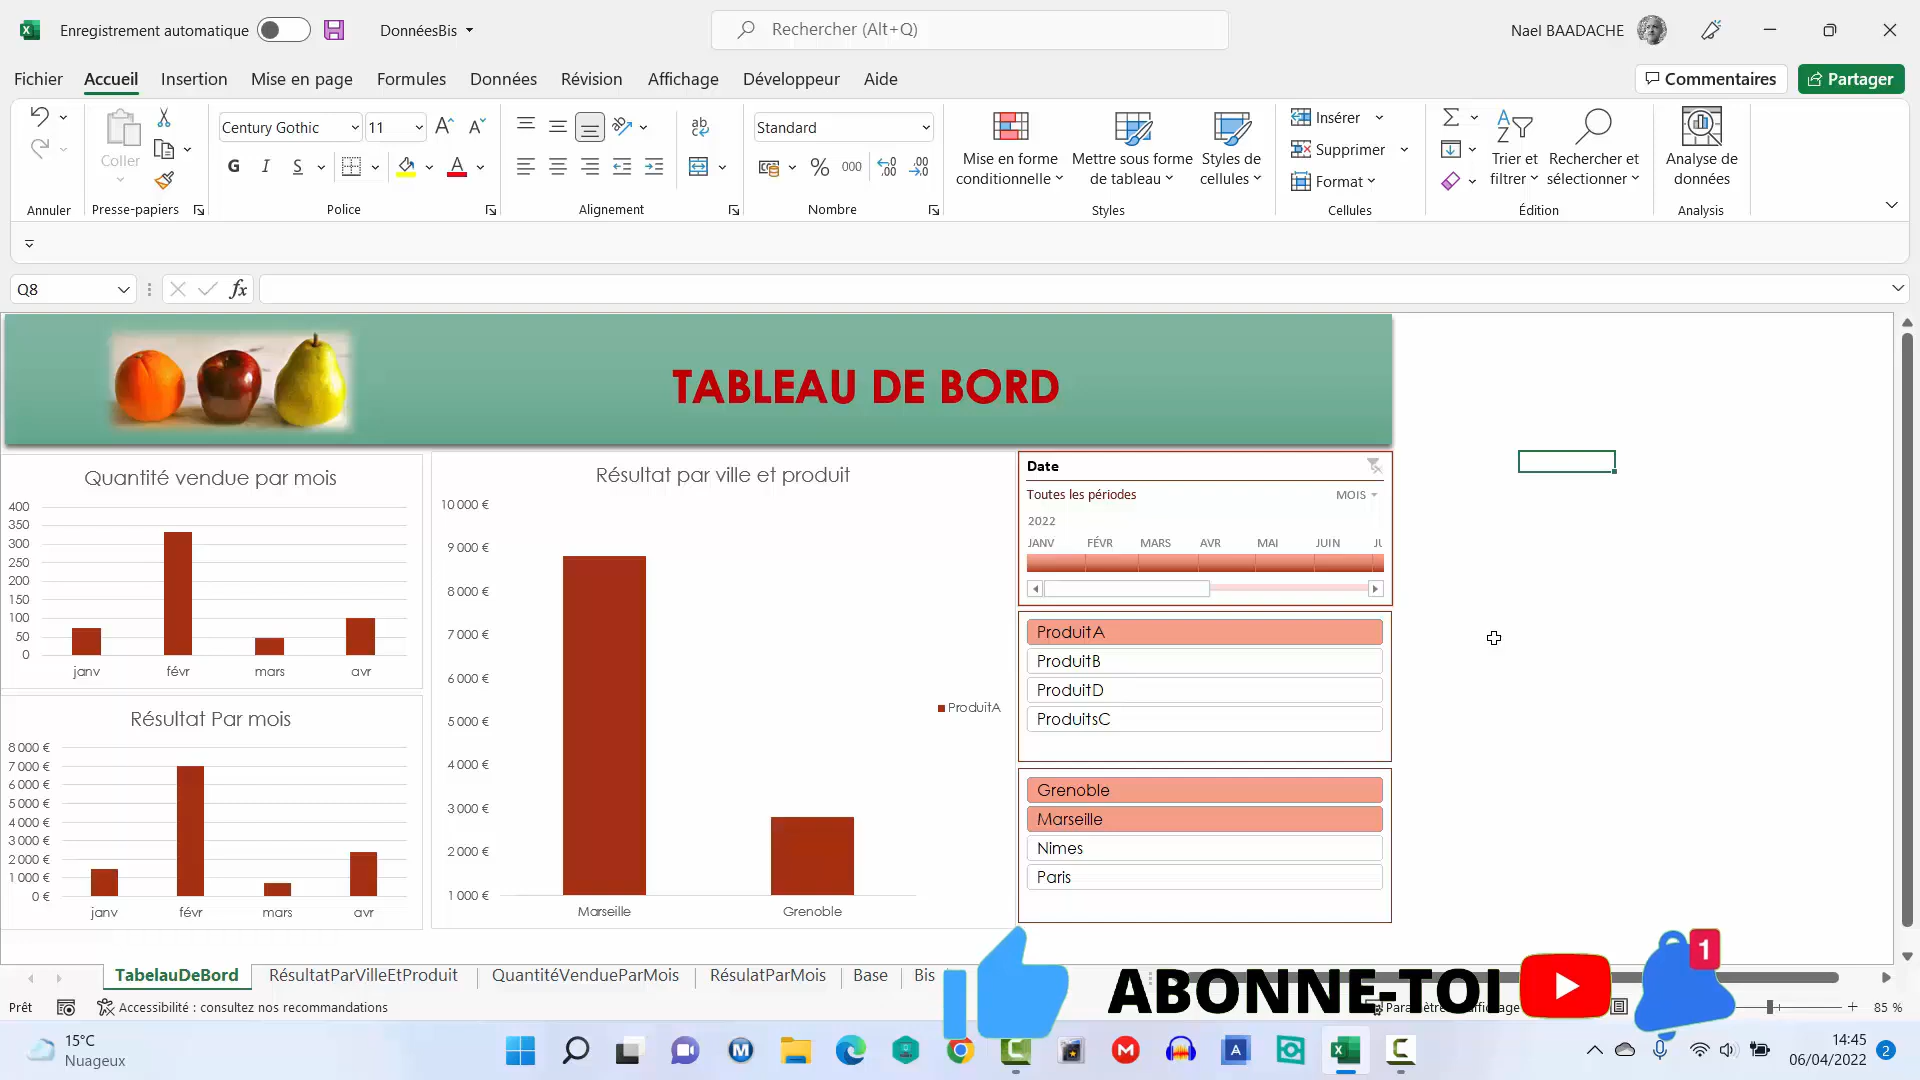 Enregistrement automatique
DonnéesBis
Rechercher (Alt+Q)
Nael BAADACHE
Fichier Accueil Insertion Mise en page Formules Données Révision Affichage Développeur Aide
Commentaires
Partager
Coller
Century Gothic 11
G I S
ab
Standard
% 000
Mise en forme
conditionnelle
Mettre sous forme
de tableau
Styles de
cellules
Insérer
Supprimer
Format
Trier et
filtrer
Rechercher et
sélectionner
Analyse de
données
Annuler Presse-papiers Police Alignement Nombre Styles Cellules Édition Analysis
Q8
fx
TABLEAU DE BORD
Quantité vendue par mois
400
350
300
250
200
150
100
50
0
janv févr mars avr
Résultat Par mois
8 000 €
7 000 €
6 000 €
5 000 €
4 000 €
3 000 €
2 000 €
1 000 €
0 €
janv févr mars avr
Résultat par ville et produit
10 000 €
9 000 €
8 000 €
7 000 €
6 000 €
5 000 €
4 000 €
3 000 €
2 000 €
1 000 €
Marseille Grenoble
ProduitA
Date
Toutes les périodes MOIS
2022
JANV FÉVR MARS AVR MAI JUIN JU
ProduitA
ProduitB
ProduitD
ProduitsC
Grenoble
Marseille
Nimes
Paris
TabelauDeBord RésultatParVilleEtProduit QuantitéVendueParMois RésulatParMois Base Bis
ABONNE-TOI
1
Prêt
Accessibilité : consultez nos recommandations
85 %
15°C
Nuageux
14:45
06/04/2022
2